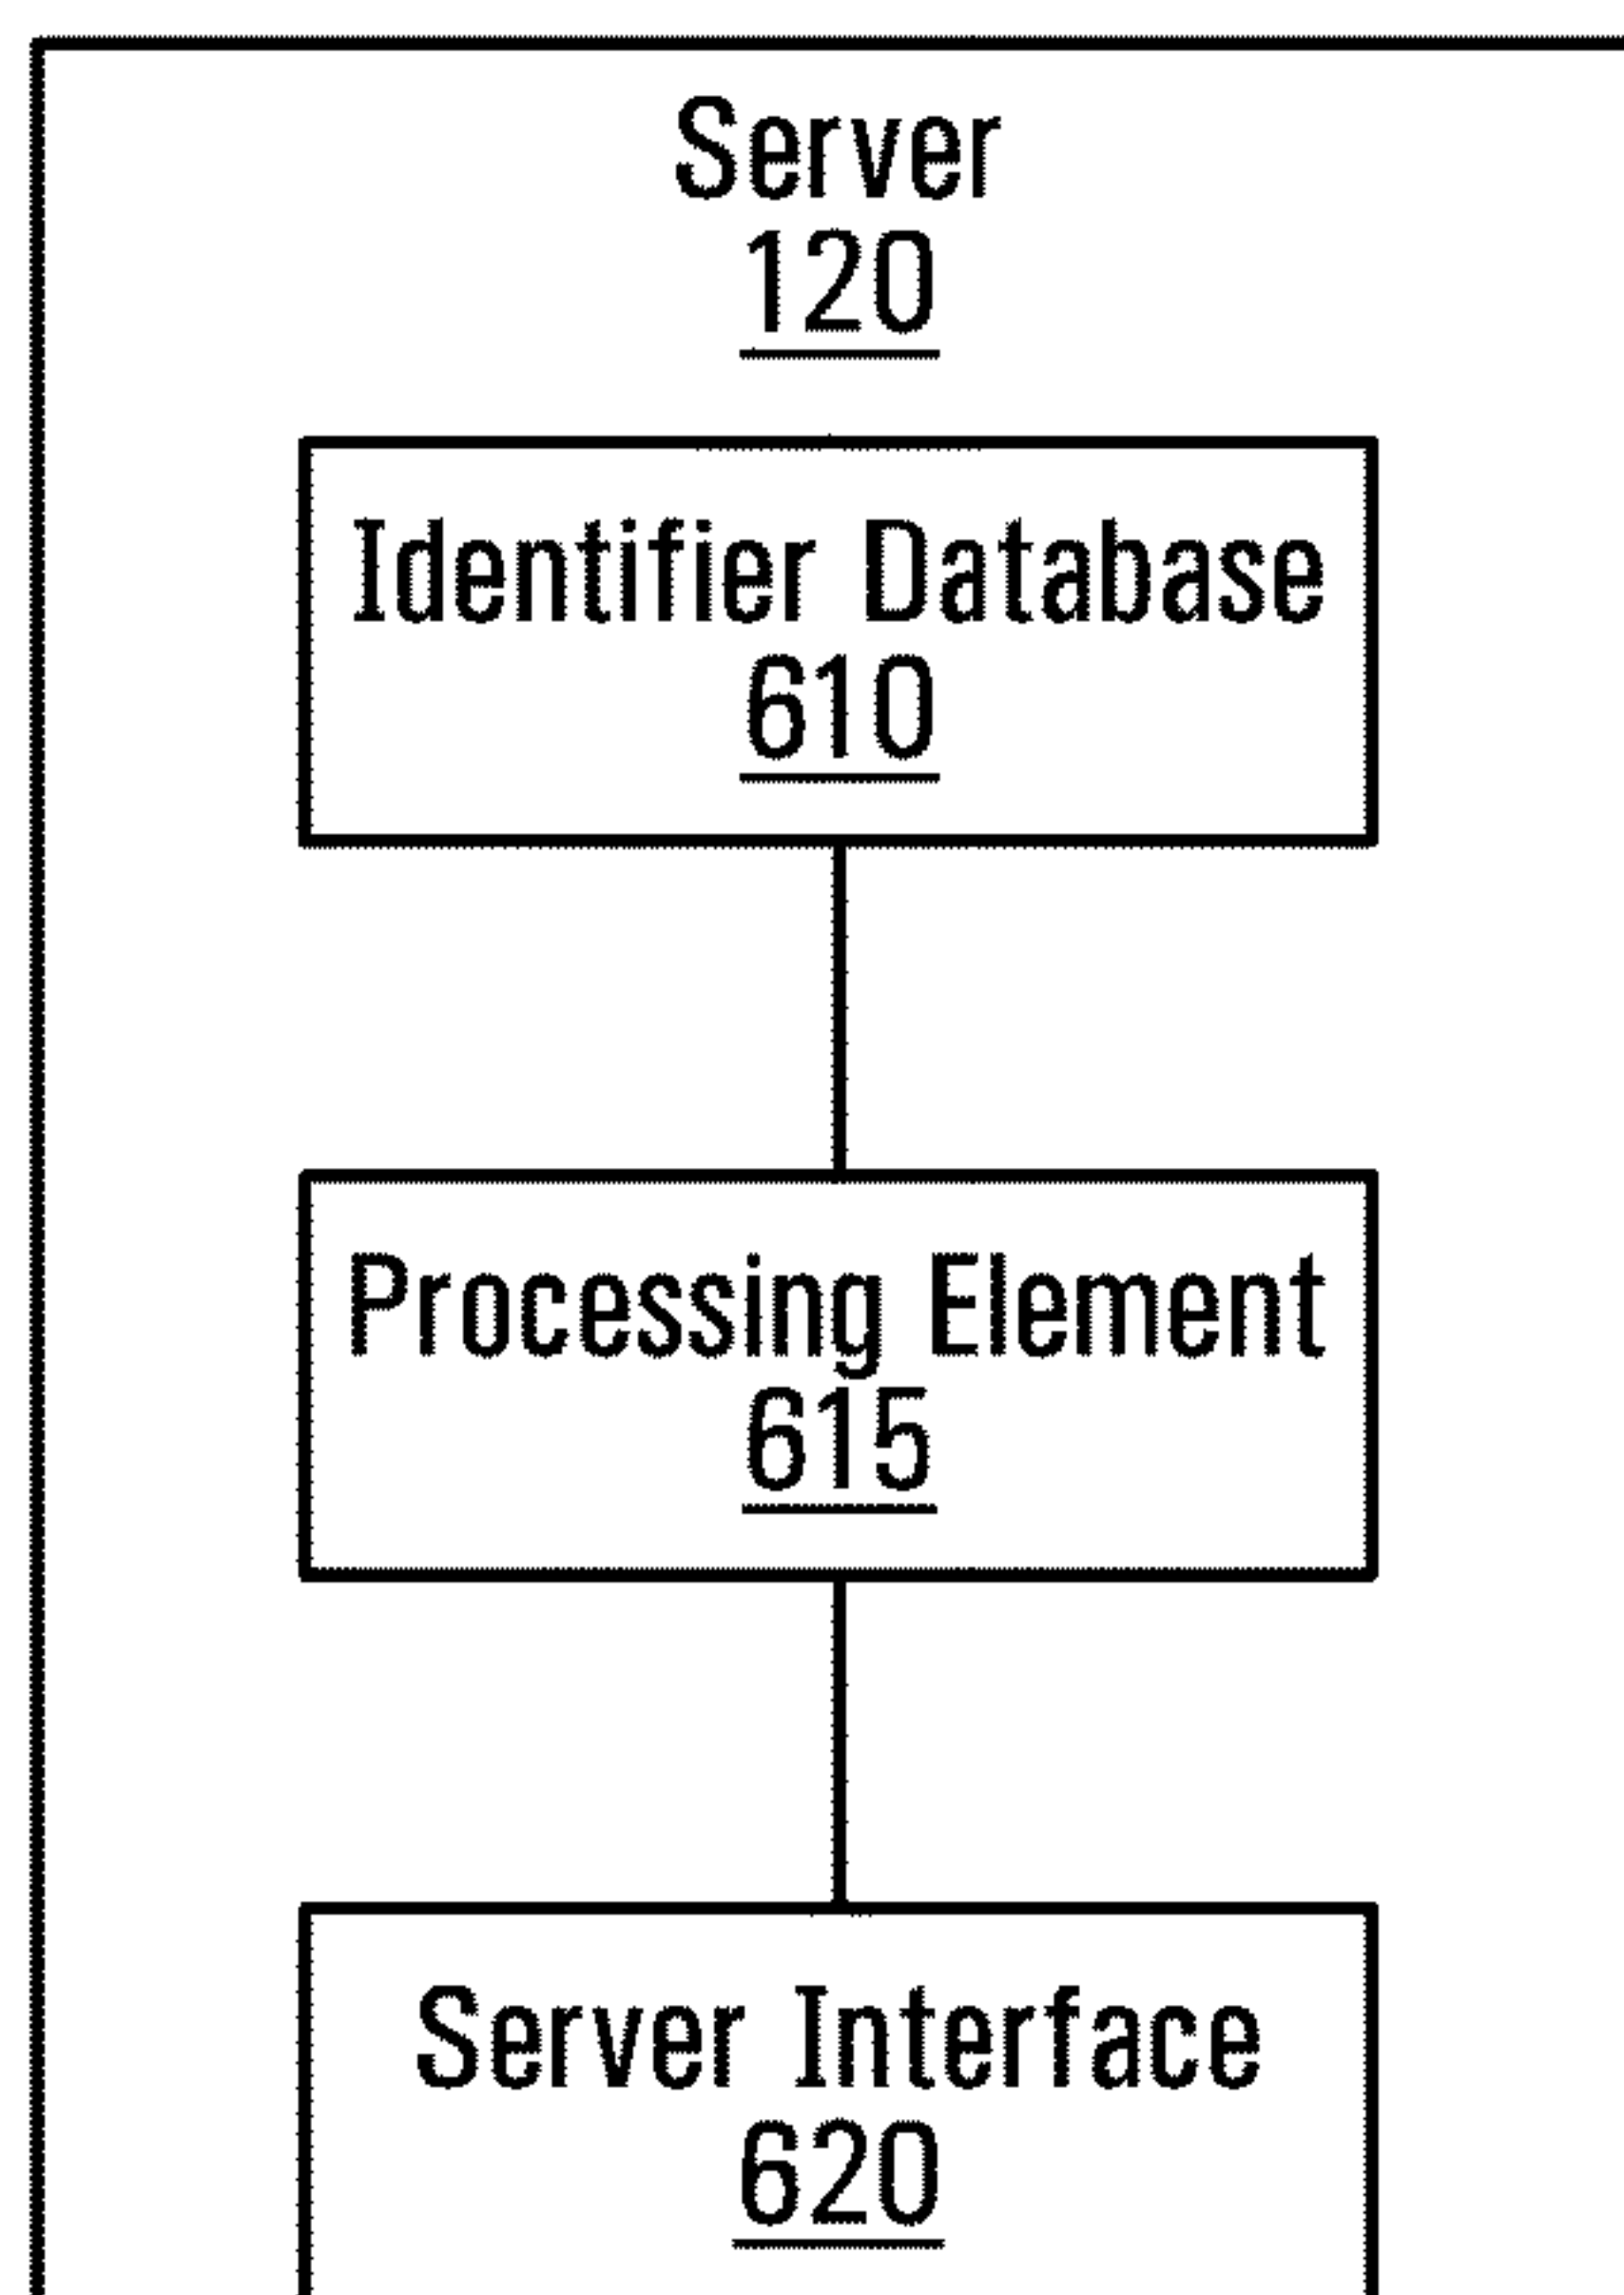 Server
120
Identifier Database
610
Processing Element
615
Server Interface
620